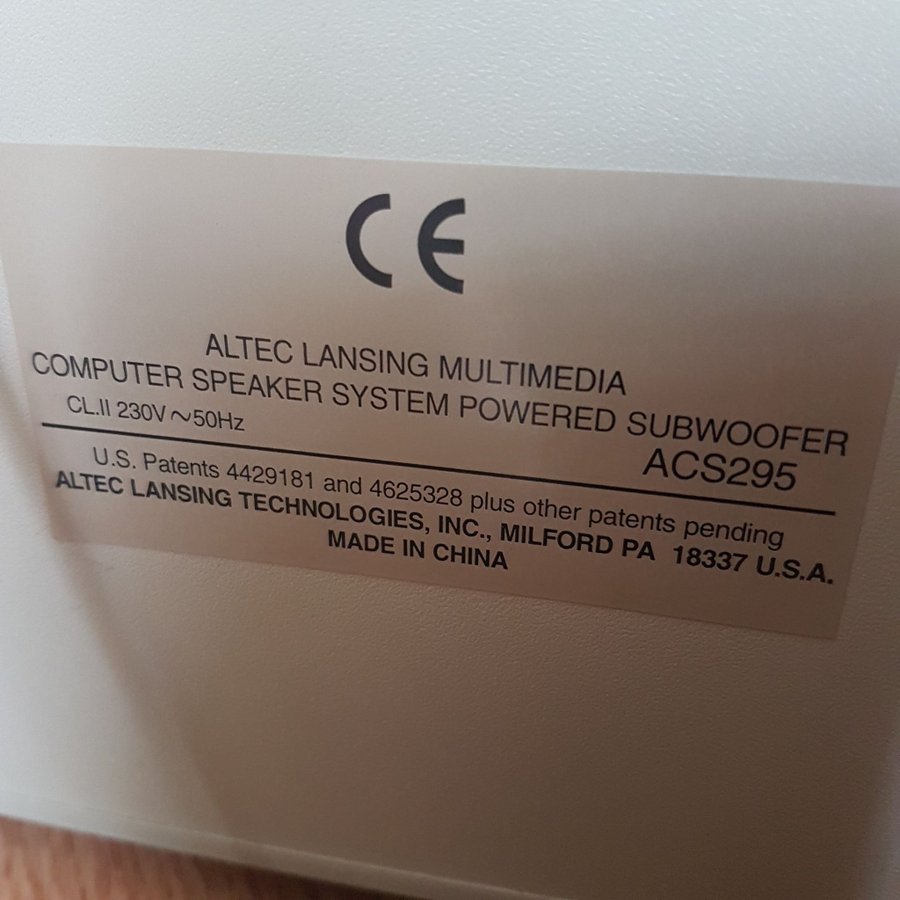 CE
ALTEC LANSING MULTIMEDIA
COMPUTER SPEAKER SYSTEM POWERED SUBWOOFER
CL.II 230V~50Hz
ACS295
U.S. Patents 4429181 and 4625328 plus other patents pending
ALTEC LANSING TECHNOLOGIES, INC., MILFORD PA 18337 U.S.A.
MADE IN CHINA